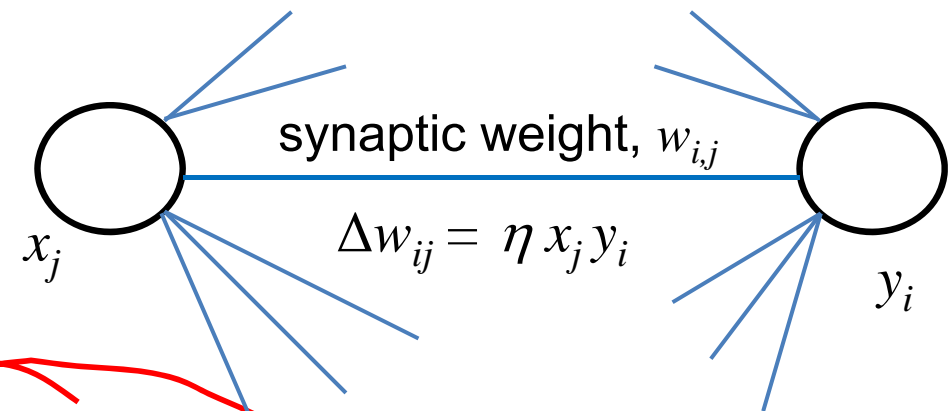 synaptic weight, w_{i,j}
Δw_{ij} = η x_j y_i
x_j
y_i